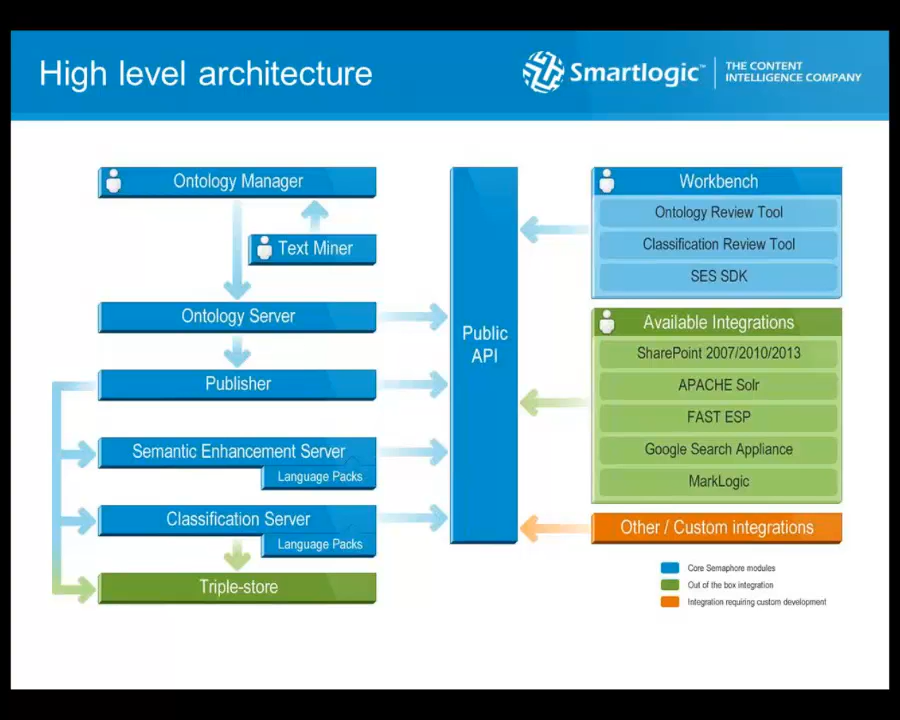 High level architecture
Smartlogic™
THE CONTENT
INTELLIGENCE COMPANY
Ontology Manager
Text Miner
Ontology Server
Publisher
Semantic Enhancement Server
Language Packs
Classification Server
Language Packs
Triple-store
Public
API
Workbench
Ontology Review Tool
Classification Review Tool
SES SDK
Available Integrations
SharePoint 2007/2010/2013
APACHE Solr
FAST ESP
Google Search Appliance
MarkLogic
Other / Custom integrations
Core Semaphore modules
Out of the box integration
Integration requiring custom development